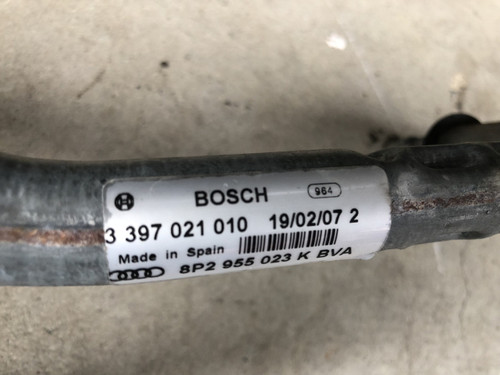 BOSCH 964
3 397 021 010 19/02/07 2
Made in Spain
8P2 955 023 K BVA